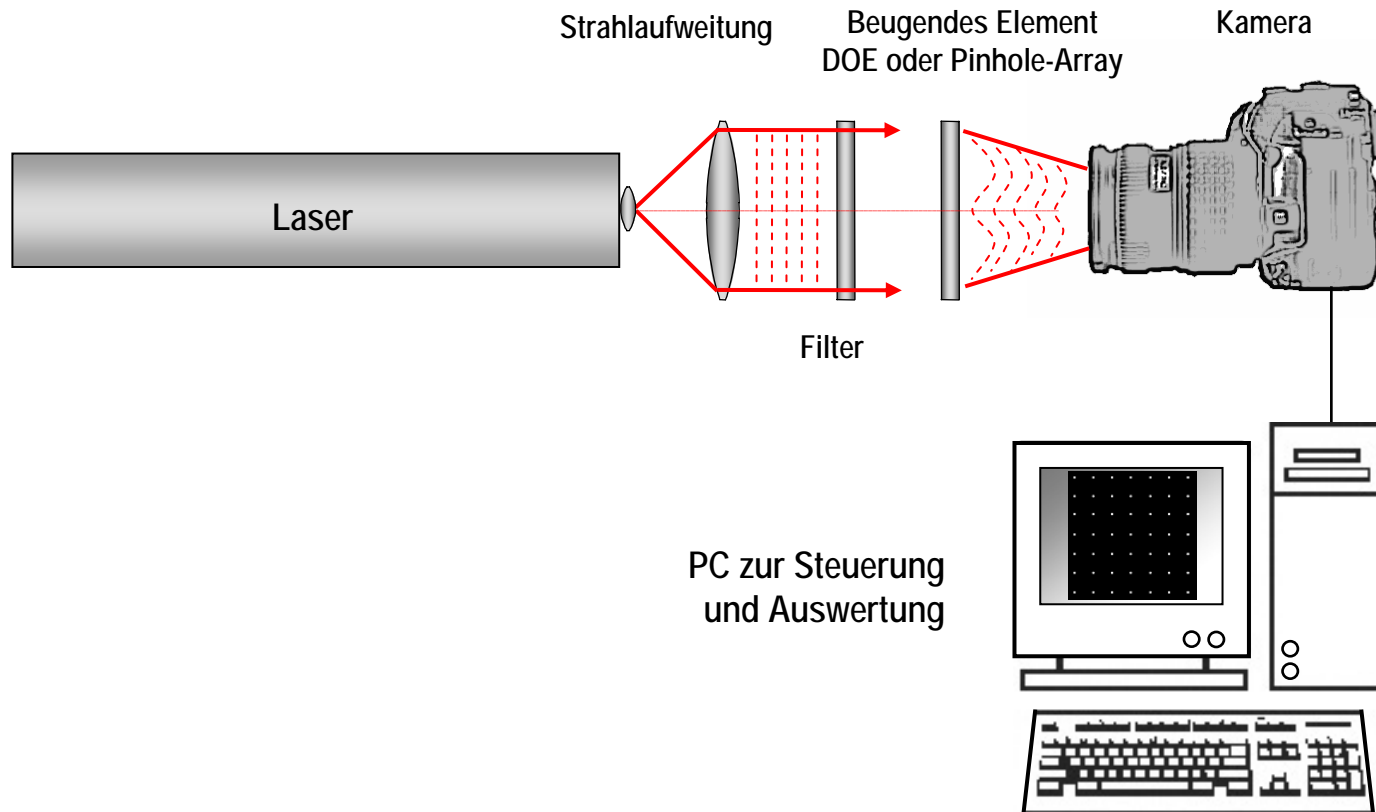 Strahlaufweitung
Beugendes Element
DOE oder Pinhole-Array
Kamera
Laser
Filter
PC zur Steuerung
und Auswertung